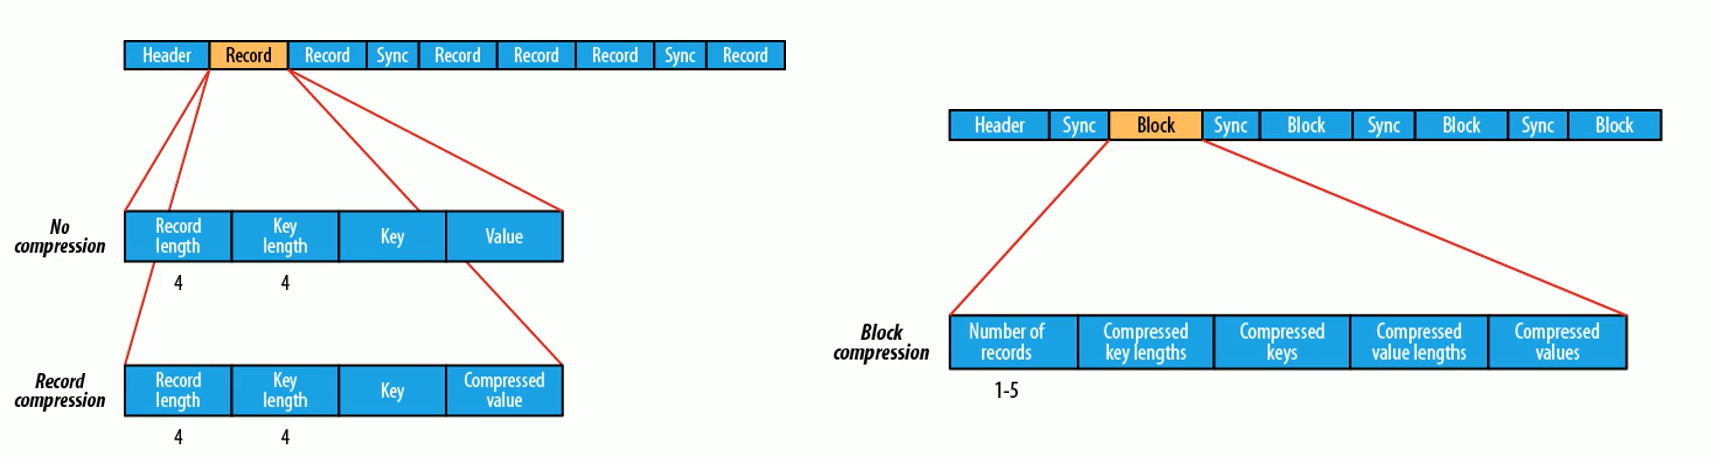 Header Record Record Sync Record Record Record Sync Record
No
compression
Record
length
Key
length
Key
Value
4
4
Record
compression
Record
length
Key
length
Key
Compressed
value
4
4
Header Sync Block Sync Block Sync Block Sync Block
Block
compression
Number of
records
Compressed
key lengths
Compressed
keys
Compressed
value lengths
Compressed
values
1-5